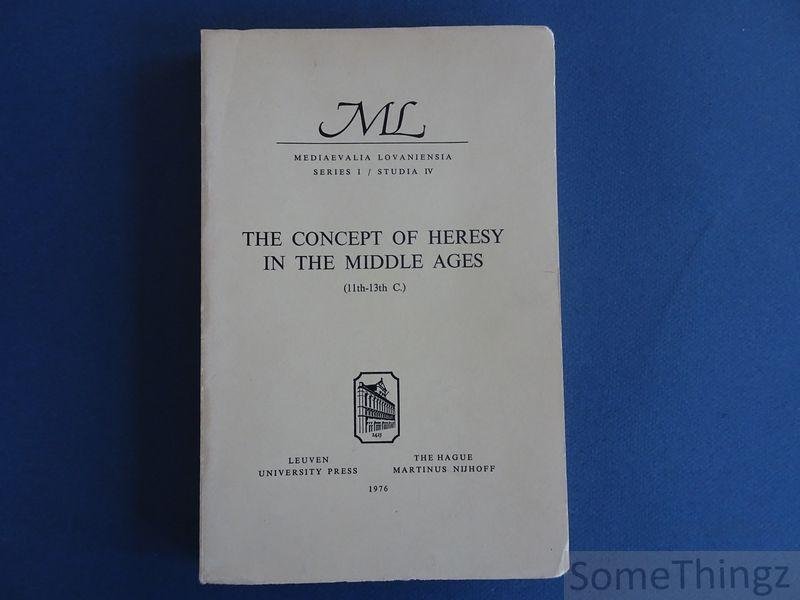 ML
MEDIAEVALIA LOVANIENSIA
SERIES I / STUDIA IV
THE CONCEPT OF HERESY
IN THE MIDDLE AGES
(11th-13th C.)
1425
LEUVEN
UNIVERSITY PRESS
THE HAGUE
MARTINUS NIJHOFF
1976
SomeThingz